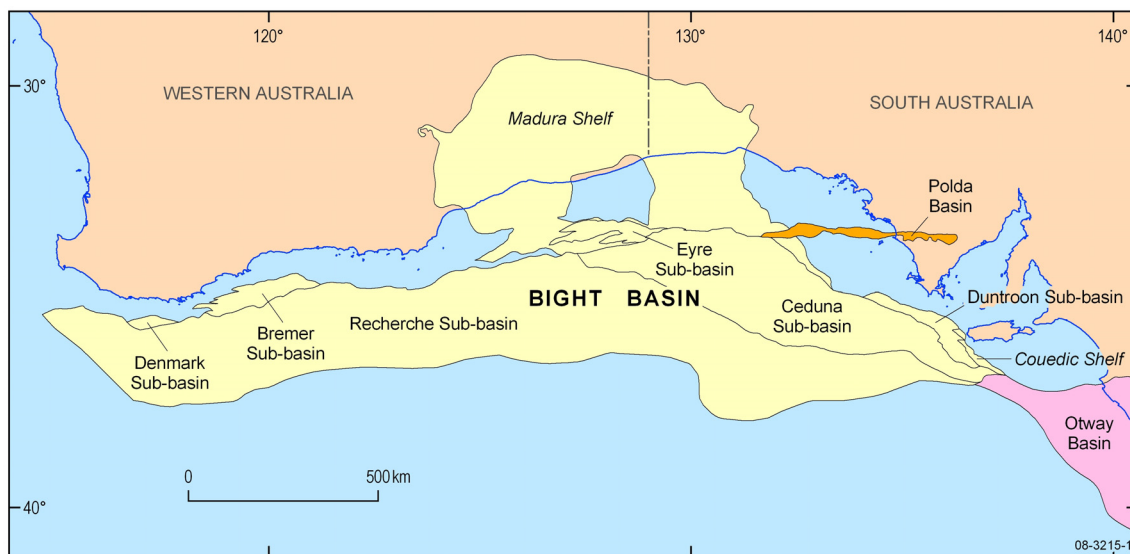 120°
130°
140°
30°
WESTERN AUSTRALIA
SOUTH AUSTRALIA
Madura Shelf
Polda
Basin
Eyre
Sub-basin
Duntroon Sub-basin
BIGHT BASIN
Ceduna
Sub-basin
Recherche Sub-basin
Bremer
Sub-basin
Denmark
Sub-basin
Couedic Shelf
Otway
Basin
0
500 km
40°
08-3215-1